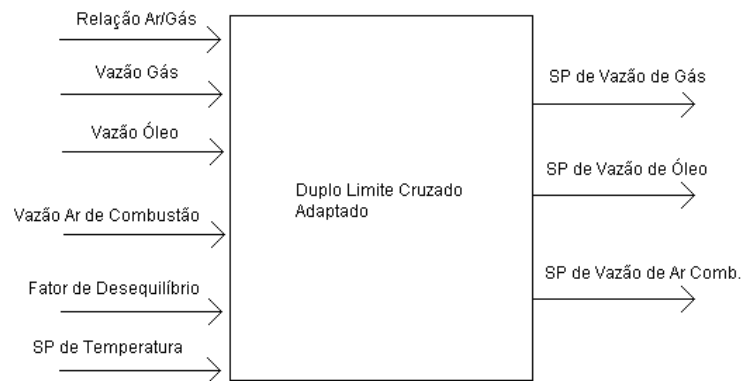 Relação Ar/Gás
Vazão Gás
Vazão Óleo
Vazão Ar de Combustão
Fator de Desequilíbrio
SP de Temperatura
Duplo Limite Cruzado
Adaptado
SP de Vazão de Gás
SP de Vazão de Óleo
SP de Vazão de Ar Comb.